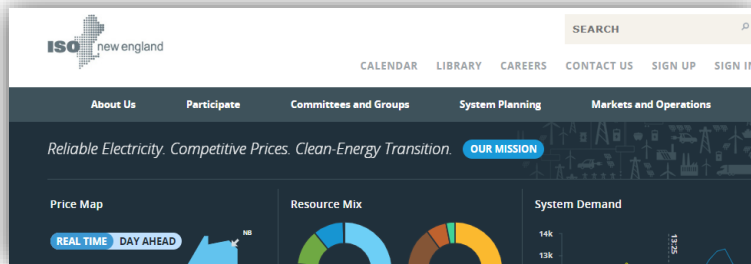 SEARCH
ISO new england
CALENDAR LIBRARY CAREERS CONTACT US SIGN UP SIGN IN
About Us Participate Committees and Groups System Planning Markets and Operations
Reliable Electricity. Competitive Prices. Clean-Energy Transition. OUR MISSION
Price Map Resource Mix System Demand
REAL TIME DAY AHEAD NB 14k 13:25
13k